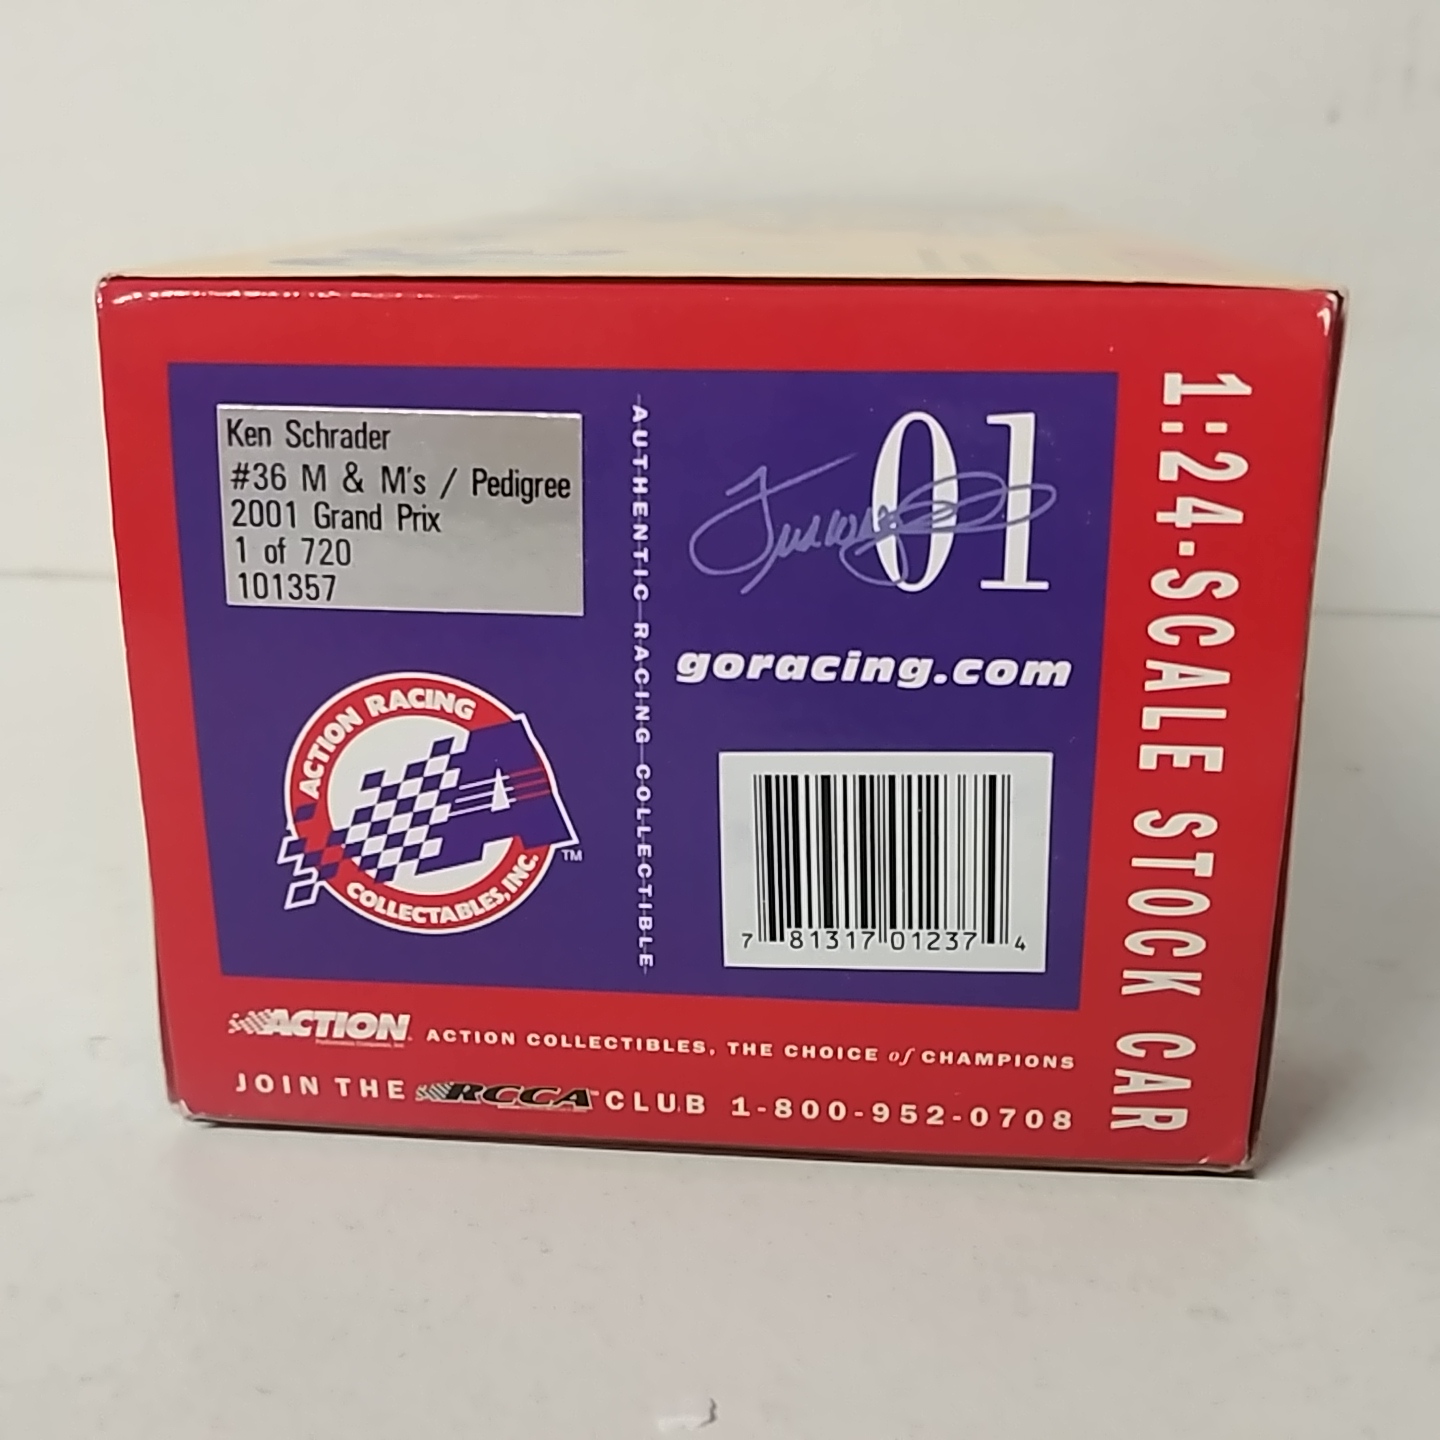 Ken Schrader
#36 M & M's / Pedigree
2001 Grand Prix
1 of 720
101357
ACTION RACING
COLLECTABLES, INC.
TM
AUTHENTIC RACING COLLECTIBLE
01
goracing.com
7 81317 01237 4
ACTION
ACTION COLLECTIBLES, THE CHOICE of CHAMPIONS
JOIN THE RCCA CLUB 1-800-952-0708
1:24-SCALE STOCK CAR